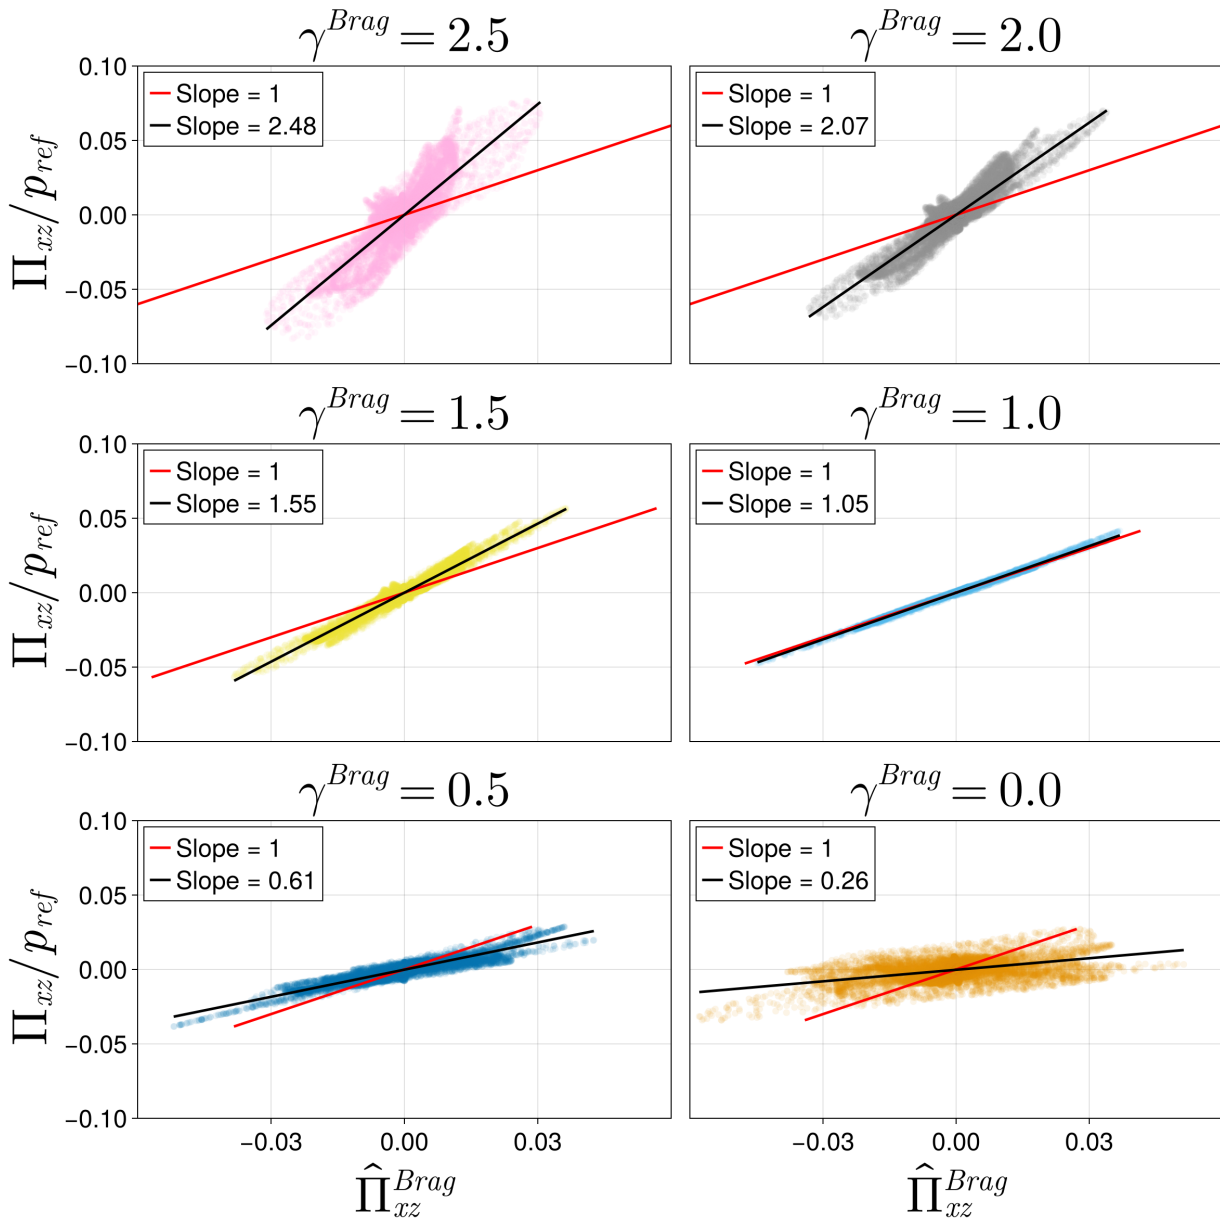 γ^Brag = 2.5
γ^Brag = 2.0
Slope = 1
Slope = 2.48
Slope = 1
Slope = 2.07
0.10
0.05
0.00
−0.05
−0.10
Π_xz/p_ref
γ^Brag = 1.5
γ^Brag = 1.0
Slope = 1
Slope = 1.55
Slope = 1
Slope = 1.05
0.10
0.05
0.00
−0.05
−0.10
Π_xz/p_ref
γ^Brag = 0.5
γ^Brag = 0.0
Slope = 1
Slope = 0.61
Slope = 1
Slope = 0.26
0.10
0.05
0.00
−0.05
−0.10
Π_xz/p_ref
−0.03 0.00 0.03
−0.03 0.00 0.03
Π̂_xz^Brag
Π̂_xz^Brag